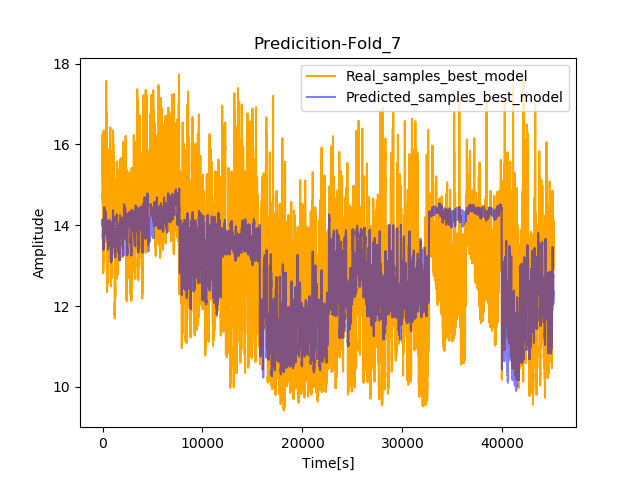 Predicition-Fold_7
Real_samples_best_model
Predicted_samples_best_model
Amplitude
18
16
14
12
10
0 10000 20000 30000 40000
Time[s]